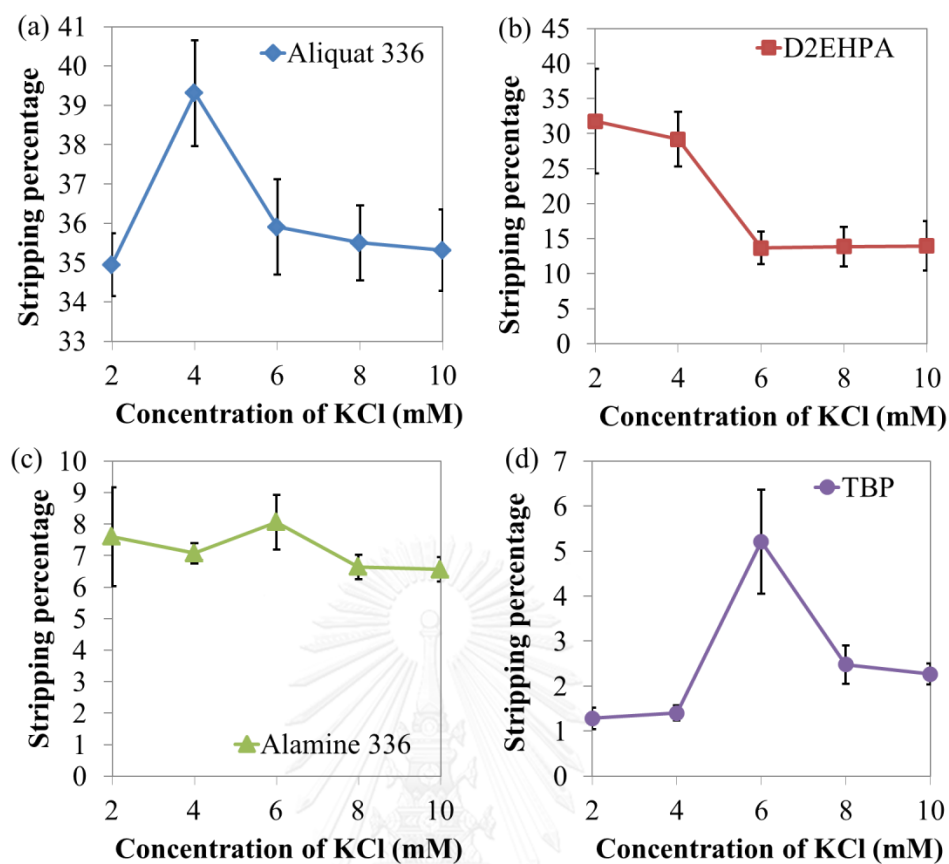 (a)
Stripping percentage
41
40
39
38
37
36
35
34
33
Aliquat 336
2 4 6 8 10
Concentration of KCl (mM)
(b)
Stripping percentage
45
40
35
30
25
20
15
10
5
0
D2EHPA
2 4 6 8 10
Concentration of KCl (mM)
(c)
Stripping percentage
10
9
8
7
6
5
4
3
2
1
0
Alamine 336
2 4 6 8 10
Concentration of KCl (mM)
(d)
Stripping percentage
7
6
5
4
3
2
1
0
TBP
2 4 6 8 10
Concentration of KCl (mM)